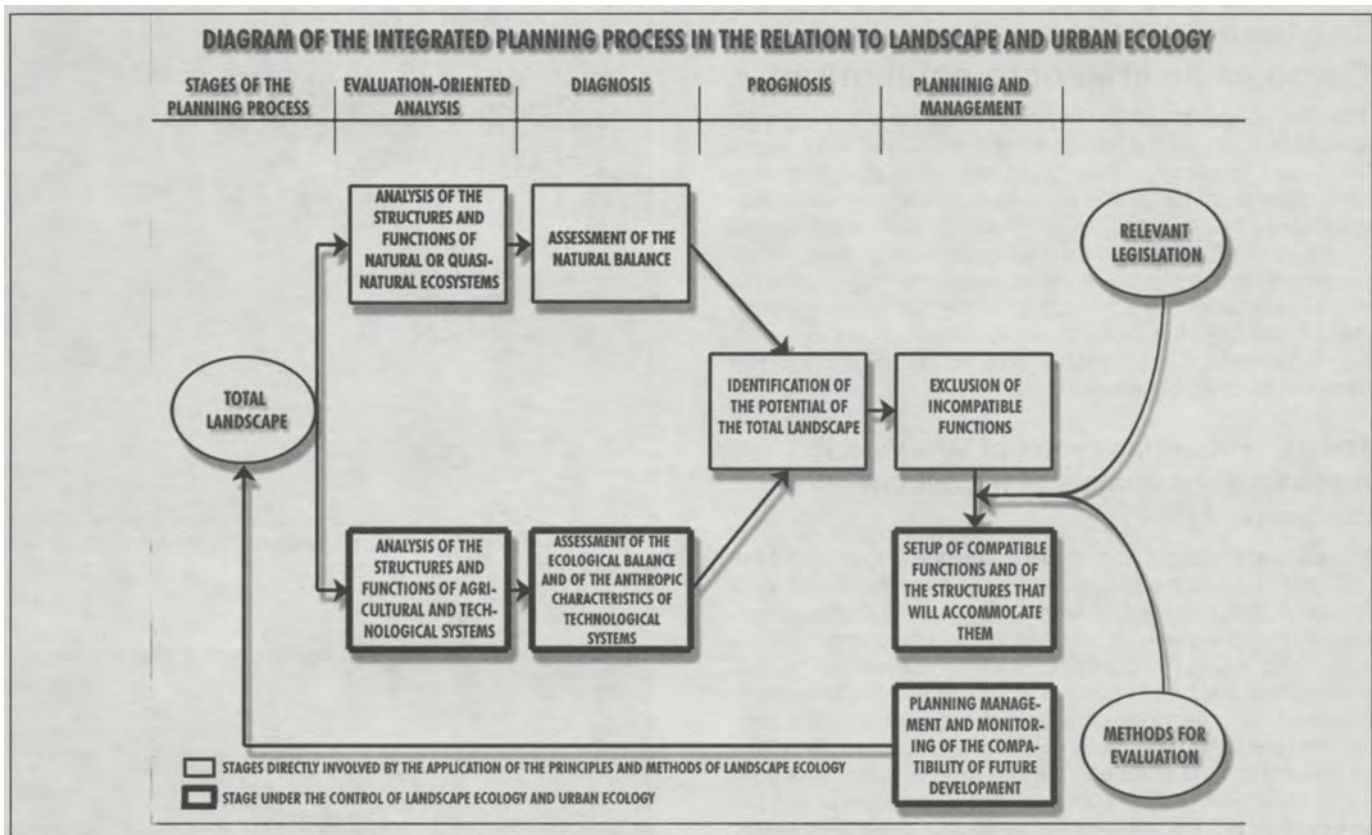 DIAGRAM OF THE INTEGRATED PLANNING PROCESS IN THE RELATION TO LANDSCAPE AND URBAN ECOLOGY
STAGES OF THE
PLANNING PROCESS
EVALUATION-ORIENTED
ANALYSIS
DIAGNOSIS
PROGNOSIS
PLANNINIG AND
MANAGEMENT
ANALYSIS OF THE
STRUCTURES AND
FUNCTIONS OF
NATURAL OR QUASI-
NATURAL ECOSYSTEMS
ASSESSMENT OF THE
NATURAL BALANCE
RELEVANT
LEGISLATION
TOTAL
LANDSCAPE
IDENTIFICATION OF
THE POTENTIAL OF
THE TOTAL LANDSCAPE
EXCLUSION OF
INCOMPATIBLE
FUNCTIONS
ANALYSIS OF THE
STRUCTURES AND
FUNCTIONS OF AGRI-
CULTURAL AND TECH-
NOLOGICAL SYSTEMS
ASSESSMENT OF THE
ECOLOGICAL BALANCE
AND OF THE ANTHROPIC
CHARACTERISTICS OF
TECHNOLOGICAL
SYSTEMS
SETUP OF COMPATIBLE
FUNCTIONS AND OF
THE STRUCTURES THAT
WILL ACCOMMODATE
THEM
PLANNING MANAGE-
MENT AND MONITOR-
ING OF THE COMPA-
TIBILITY OF FUTURE
DEVELOPMENT
METHODS FOR
EVALUATION
STAGES DIRECTLY INVOLVED BY THE APPLICATION OF THE PRINCIPLES AND METHODS OF LANDSCAPE ECOLOGY
STAGE UNDER THE CONTROL OF LANDSCAPE ECOLOGY AND URBAN ECOLOGY